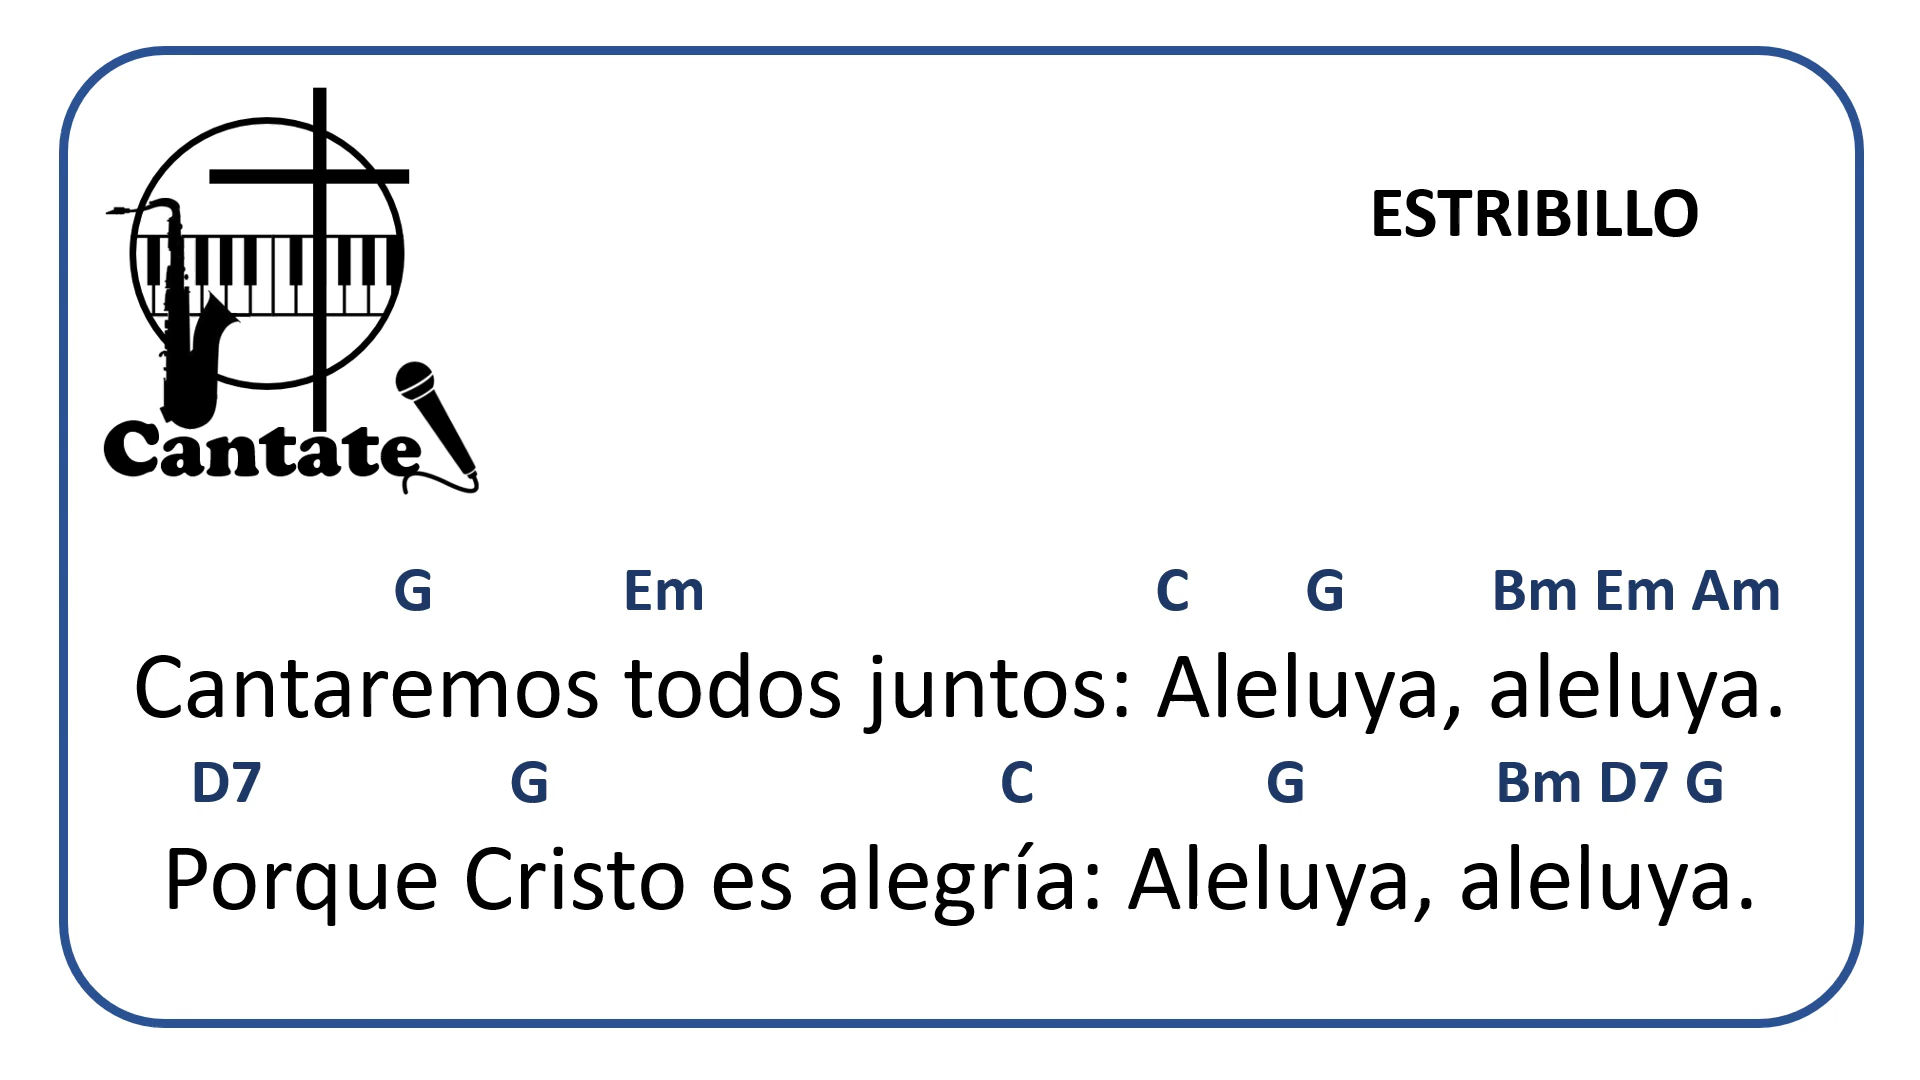 Cantate
ESTRIBILLO
G Em C G Bm Em Am
Cantaremos todos juntos: Aleluya, aleluya.
D7 G C G Bm D7 G
Porque Cristo es alegría: Aleluya, aleluya.